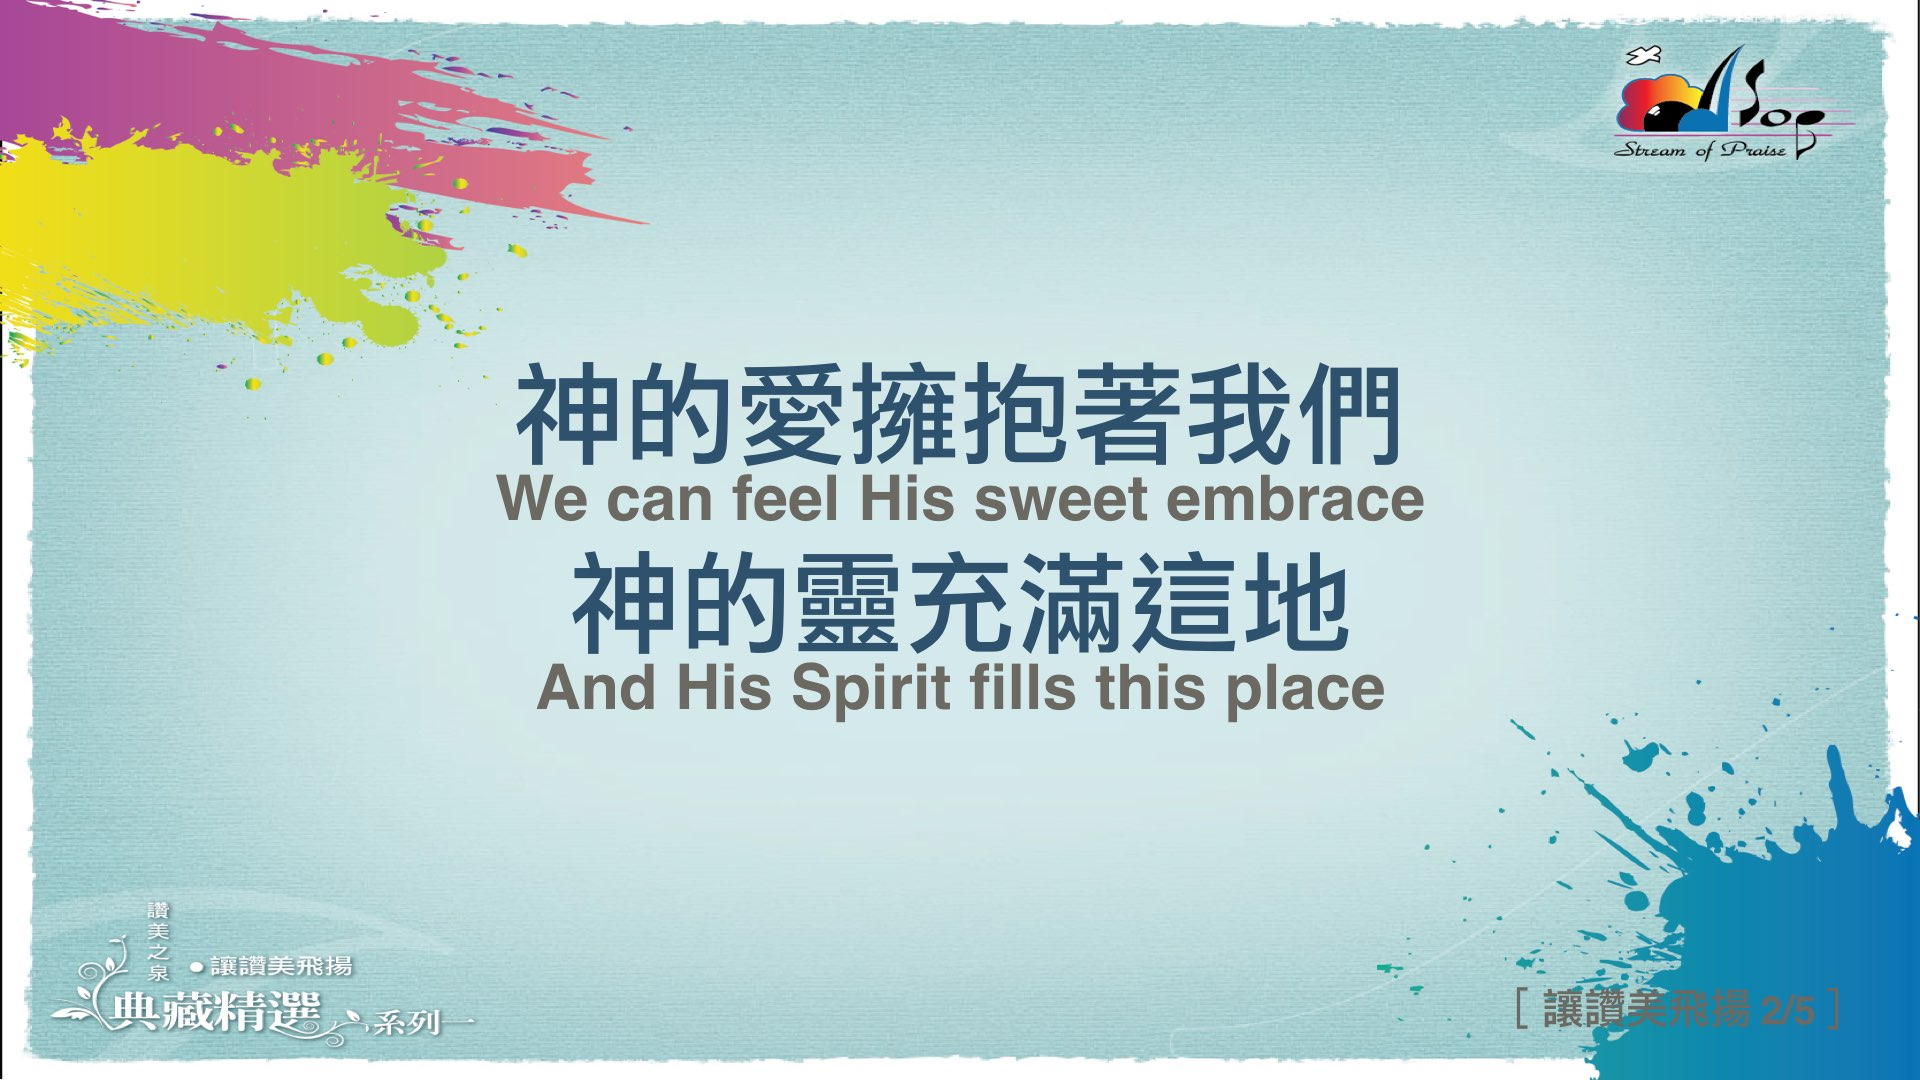 Sop
Stream of Praise
神的愛擁抱著我們
We can feel His sweet embrace
神的靈充滿這地
And His Spirit fills this place
讚美之泉
•讓讚美飛揚
典藏精選
系列一
[ 讓讚美飛揚 2/5 ]